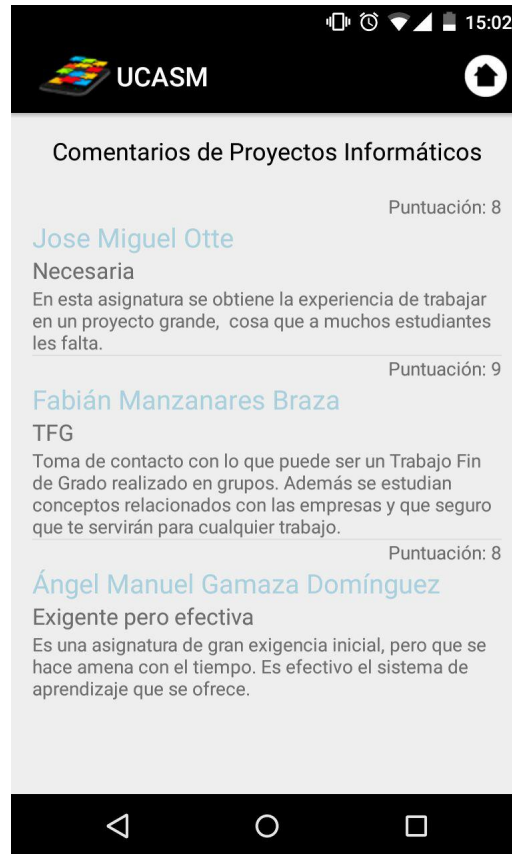 15:02
UCASM
Comentarios de Proyectos Informáticos
Puntuación: 8
Jose Miguel Otte
Necesaria
En esta asignatura se obtiene la experiencia de trabajar
en un proyecto grande,  cosa que a muchos estudiantes
les falta.
Puntuación: 9
Fabián Manzanares Braza
TFG
Toma de contacto con lo que puede ser un Trabajo Fin
de Grado realizado en grupos. Además se estudian
conceptos relacionados con las empresas y que seguro
que te servirán para cualquier trabajo.
Puntuación: 8
Ángel Manuel Gamaza Domínguez
Exigente pero efectiva
Es una asignatura de gran exigencia inicial, pero que se
hace amena con el tiempo. Es efectivo el sistema de
aprendizaje que se ofrece.